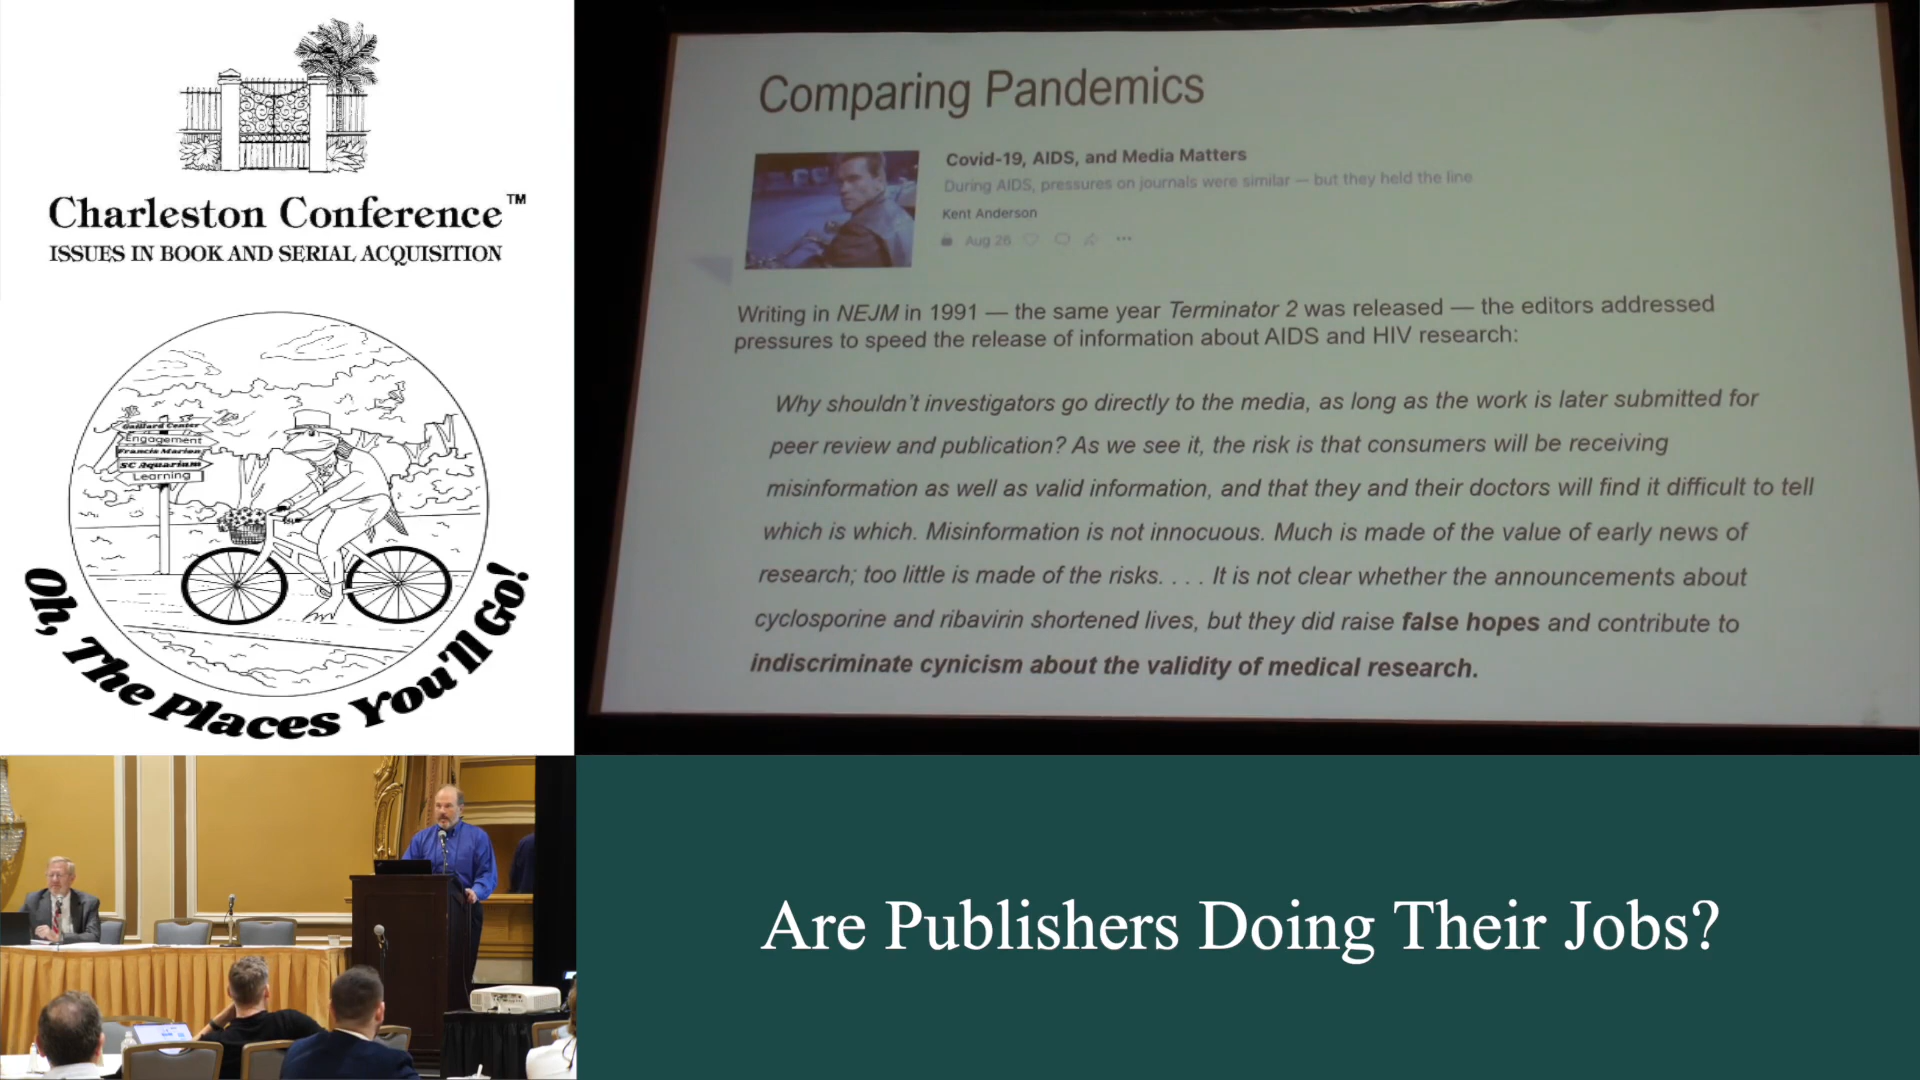 Charleston Conference™
ISSUES IN BOOK AND SERIAL ACQUISITION
Gaillard Center
Engagement
Francis Marion
SC Aquarium
Learning
Oh, The Places You'll Go!
Comparing Pandemics
Covid-19, AIDS, and Media Matters
During AIDS, pressures on journals were similar — but they held the line
Kent Anderson
Aug 26
Writing in NEJM in 1991 — the same year Terminator 2 was released — the editors addressed
pressures to speed the release of information about AIDS and HIV research:
Why shouldn't investigators go directly to the media, as long as the work is later submitted for
peer review and publication? As we see it, the risk is that consumers will be receiving
misinformation as well as valid information, and that they and their doctors will find it difficult to tell
which is which. Misinformation is not innocuous. Much is made of the value of early news of
research; too little is made of the risks. . . . It is not clear whether the announcements about
cyclosporine and ribavirin shortened lives, but they did raise false hopes and contribute to
indiscriminate cynicism about the validity of medical research.
Are Publishers Doing Their Jobs?